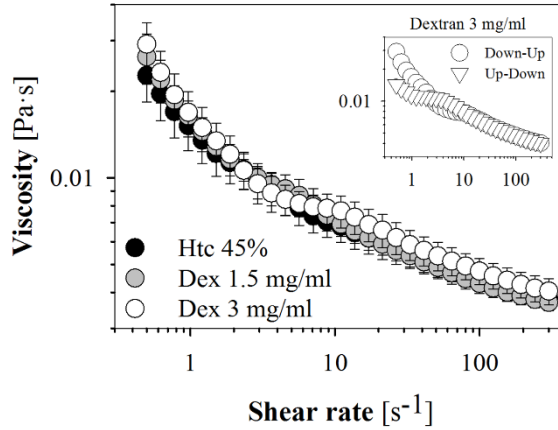 Dextran 3 mg/ml
Down-Up
Up-Down
0.01
1 10 100
Viscosity [Pa·s]
0.01
Htc 45%
Dex 1.5 mg/ml
Dex 3 mg/ml
1 10 100
Shear rate [s-1]